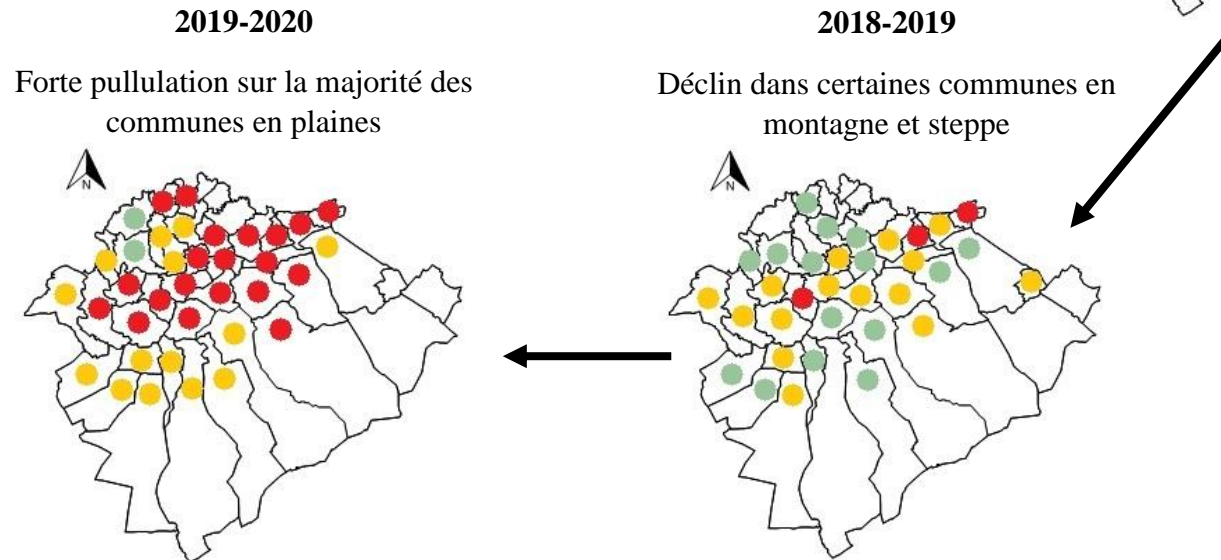 2019-2020
Forte pullulation sur la majorité des
communes en plaines
N
2018-2019
Déclin dans certaines communes en
montagne et steppe
N